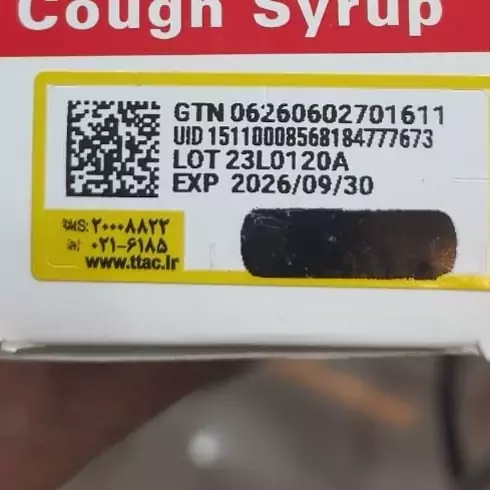 Cough Syrup
GTN 06260602701611
UID 15110008568184777673
LOT 23L0120A
EXP 2026/09/30
SMS: ۲۰۰۰۸۸۲۲
۰۲۱-۶۱۸۵
www.ttac.ir